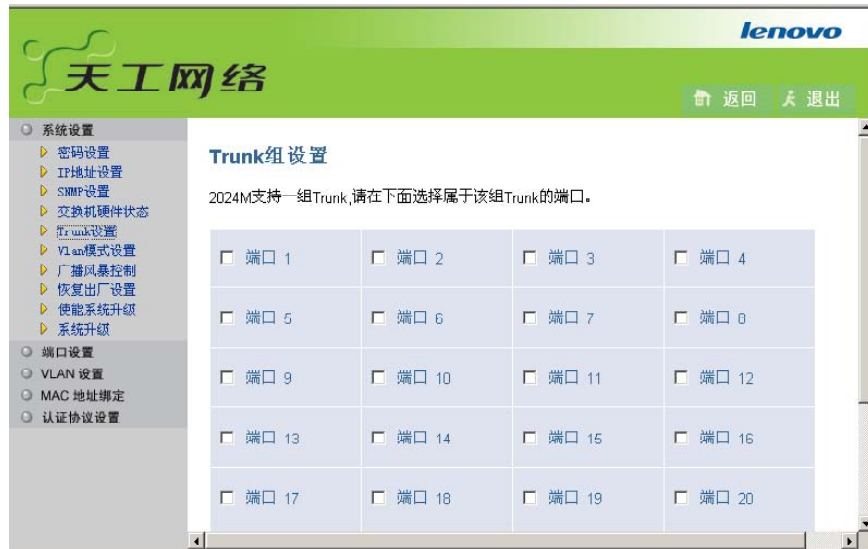 lenovo
天工网络
返回 退出
系统设置
密码设置
IP地址设置
SNMP设置
交换机硬件状态
Trunk设置
Vlan模式设置
广播风暴控制
恢复出厂设置
使能系统升级
系统升级
端口设置
VLAN 设置
MAC 地址绑定
认证协议设置
Trunk组设置
2024M支持一组Trunk,请在下面选择属于该组Trunk的端口。
端口 1 端口 2 端口 3 端口 4
端口 5 端口 6 端口 7 端口 8
端口 9 端口 10 端口 11 端口 12
端口 13 端口 14 端口 15 端口 16
端口 17 端口 18 端口 19 端口 20